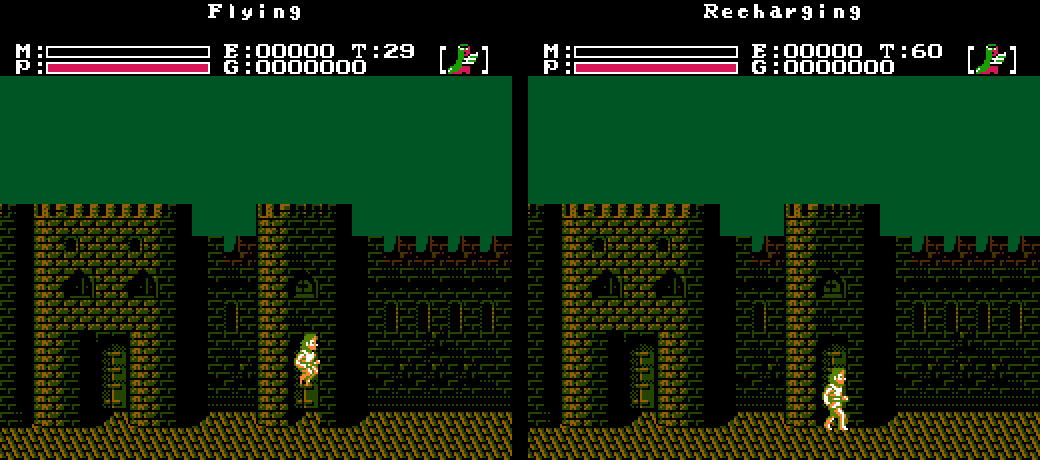 Flying
M: E:00000 T:29 [ ]
P: G:0000000
Recharging
M: E:00000 T:60 [ ]
P: G:0000000